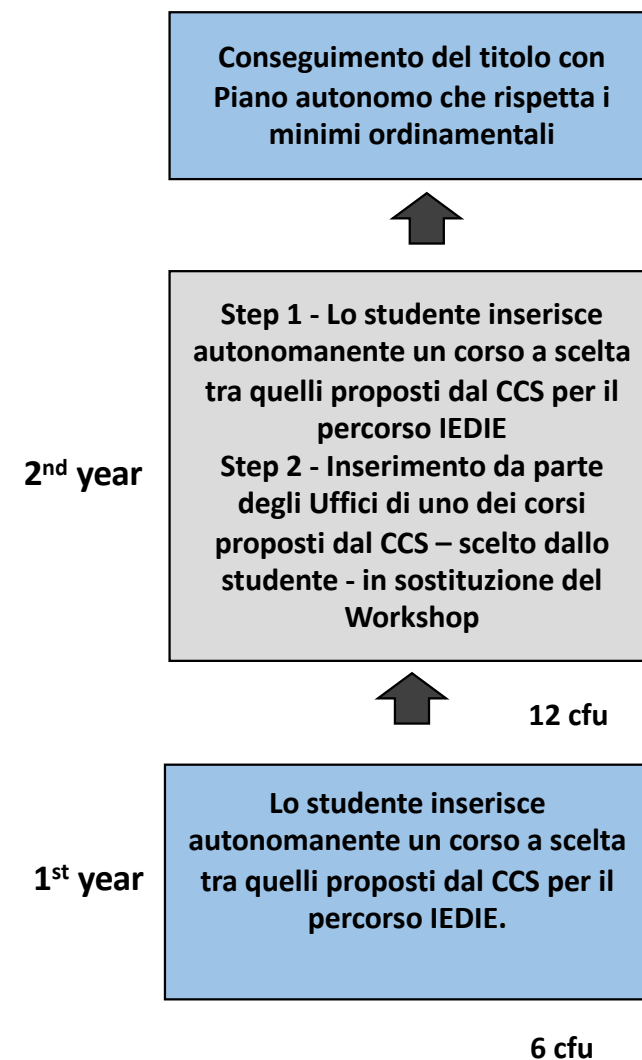 Conseguimento del titolo con
Piano autonomo che rispetta i
minimi ordinamentali
Step 1 - Lo studente inserisce
autonomanente un corso a scelta
tra quelli proposti dal CCS per il
percorso IEDIE
Step 2 - Inserimento da parte
degli Uffici di uno dei corsi
proposti dal CCS – scelto dallo
studente - in sostituzione del
Workshop
2nd year
12 cfu
Lo studente inserisce
autonomanente un corso a scelta
tra quelli proposti dal CCS per il
percorso IEDIE.
1st year
6 cfu